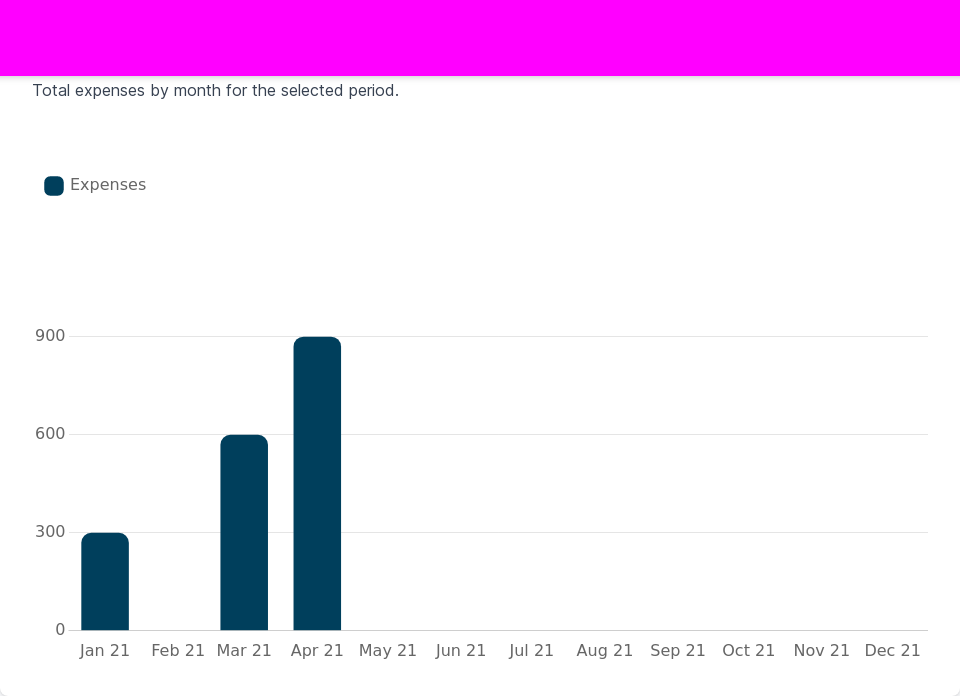 Total expenses by month for the selected period.
Expenses
900
600
300
0
Jan 21 Feb 21 Mar 21 Apr 21 May 21 Jun 21 Jul 21 Aug 21 Sep 21 Oct 21 Nov 21 Dec 21